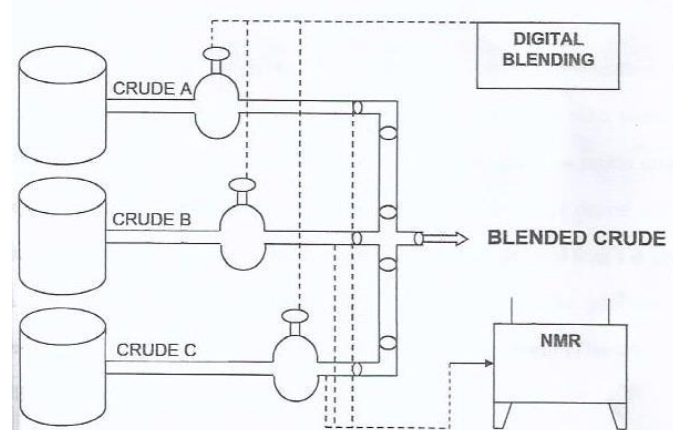 DIGITAL
BLENDING
CRUDE A
CRUDE B
BLENDED CRUDE
CRUDE C
NMR